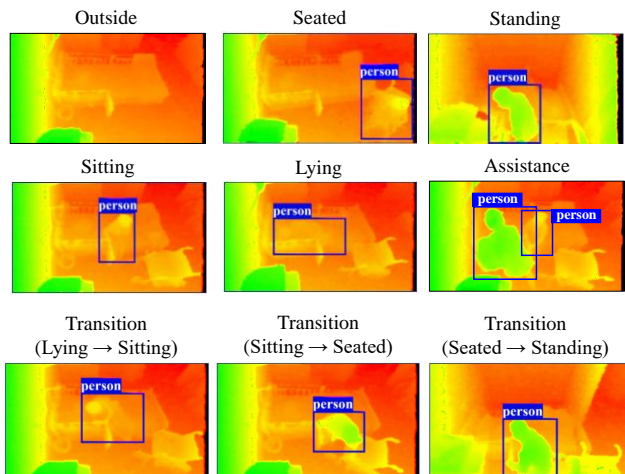 Outside
Seated
Standing
person
person
Sitting
Lying
Assistance
person
person
person
person
Transition
(Lying → Sitting)
Transition
(Sitting → Seated)
Transition
(Seated → Standing)
person
person
person